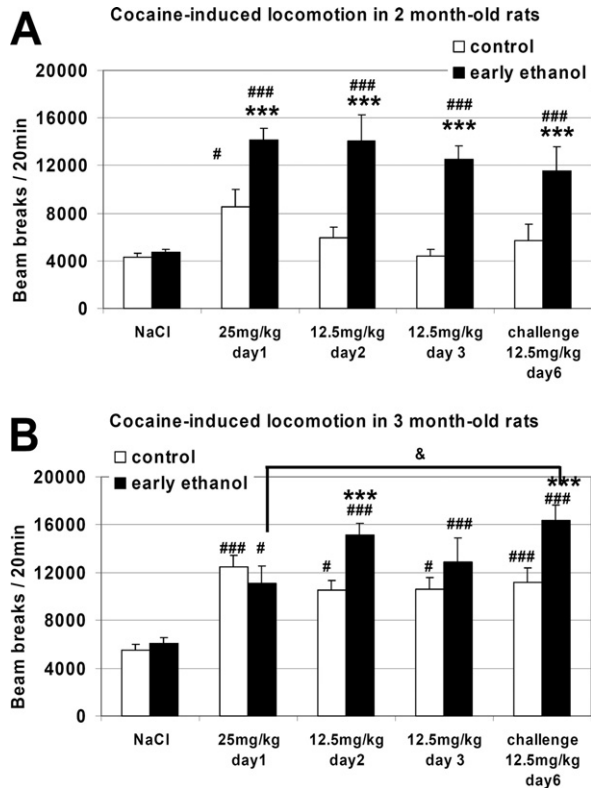 A
Cocaine-induced locomotion in 2 month-old rats
control
early ethanol
Beam breaks / 20min
20000
16000
12000
8000
4000
0
#
###
***
###
***
###
***
###
***
NaCl
25mg/kg
day1
12.5mg/kg
day2
12.5mg/kg
day 3
challenge
12.5mg/kg
day6
B
Cocaine-induced locomotion in 3 month-old rats
control
early ethanol
&
Beam breaks / 20min
20000
16000
12000
8000
4000
0
###
#
#
***
###
#
###
###
***
###
NaCl
25mg/kg
day1
12.5mg/kg
day2
12.5mg/kg
day 3
challenge
12.5mg/kg
day6